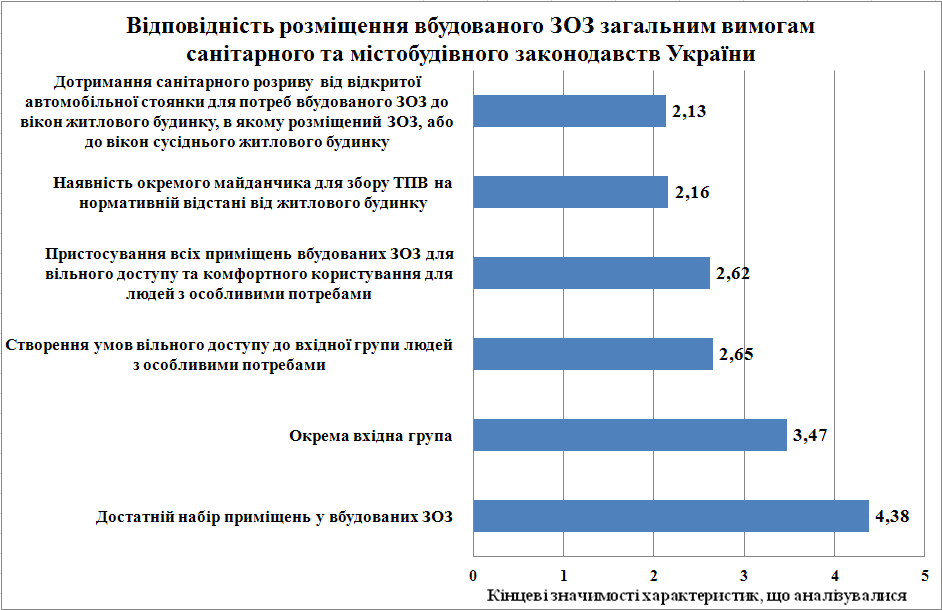 Відповідність розміщення вбудованого ЗОЗ загальним вимогам
санітарного та містобудівного законодавств України
Дотримання санітарного розриву від відкритої
автомобільної стоянки для потреб вбудованого ЗОЗ до
вікон житлового будинку, в якому розміщений ЗОЗ, або
до вікон сусіднього житлового будинку
2,13
Наявність окремого майданчика для збору ТПВ на
нормативній відстані від житлового будинку
2,16
Пристосування всіх приміщень вбудованих ЗОЗ для
вільного доступу та комфортного користування для
людей з особливими потребами
2,62
Створення умов вільного доступу до вхідної групи людей
з особливими потребами
2,65
Окрема вхідна група
3,47
Достатній набір приміщень у вбудованих ЗОЗ
4,38
0 1 2 3 4 5
Кінцеві значимості характеристик, що аналізувалися